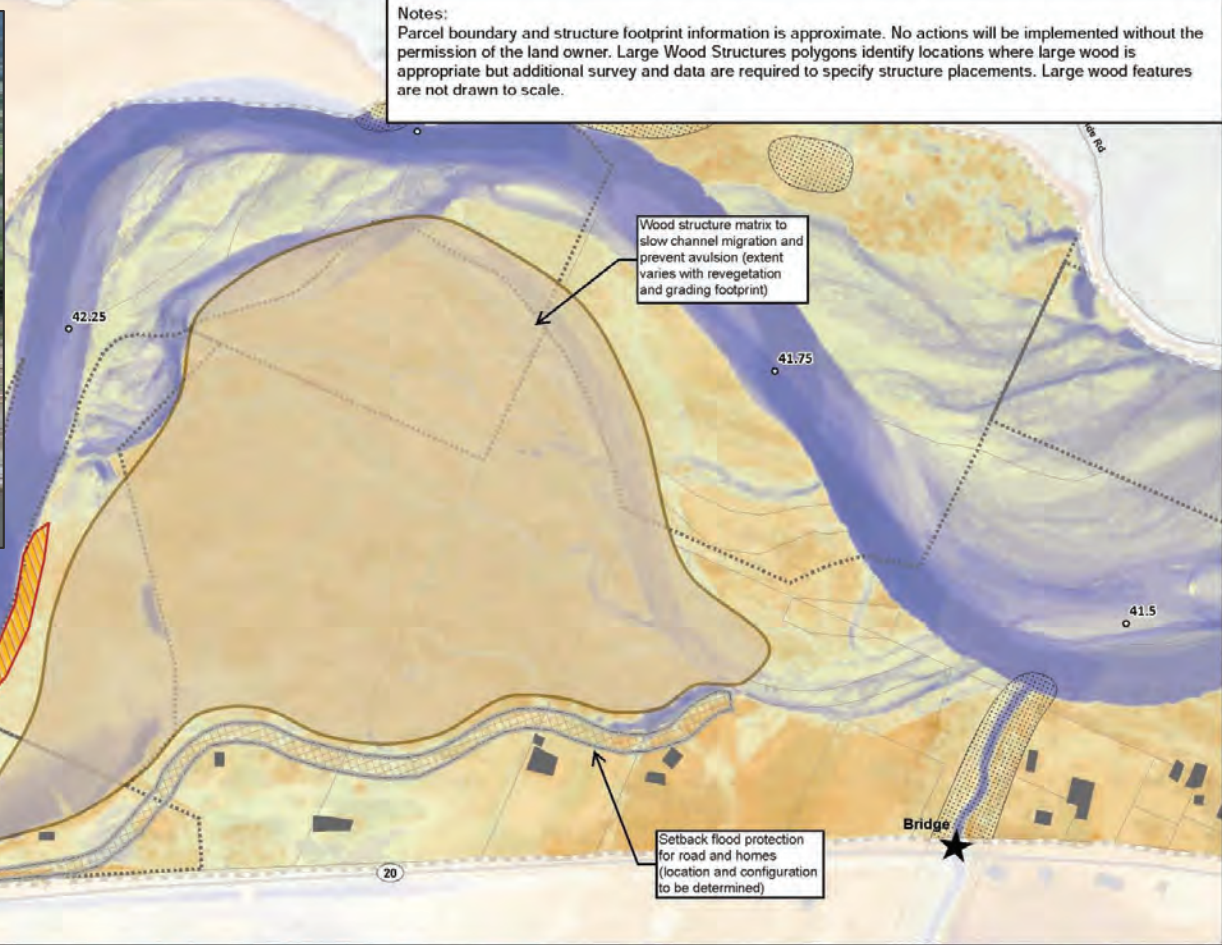 Notes:
Parcel boundary and structure footprint information is approximate. No actions will be implemented without the
permission of the land owner. Large Wood Structures polygons identify locations where large wood is
appropriate but additional survey and data are required to specify structure placements. Large wood features
are not drawn to scale.
Rd
Wood structure matrix to
slow channel migration and
prevent avulsion (extent
varies with revegetation
and grading footprint)
42.25
41.75
41.5
Bridge
Setback flood protection
for road and homes
(location and configuration
to be determined)
20